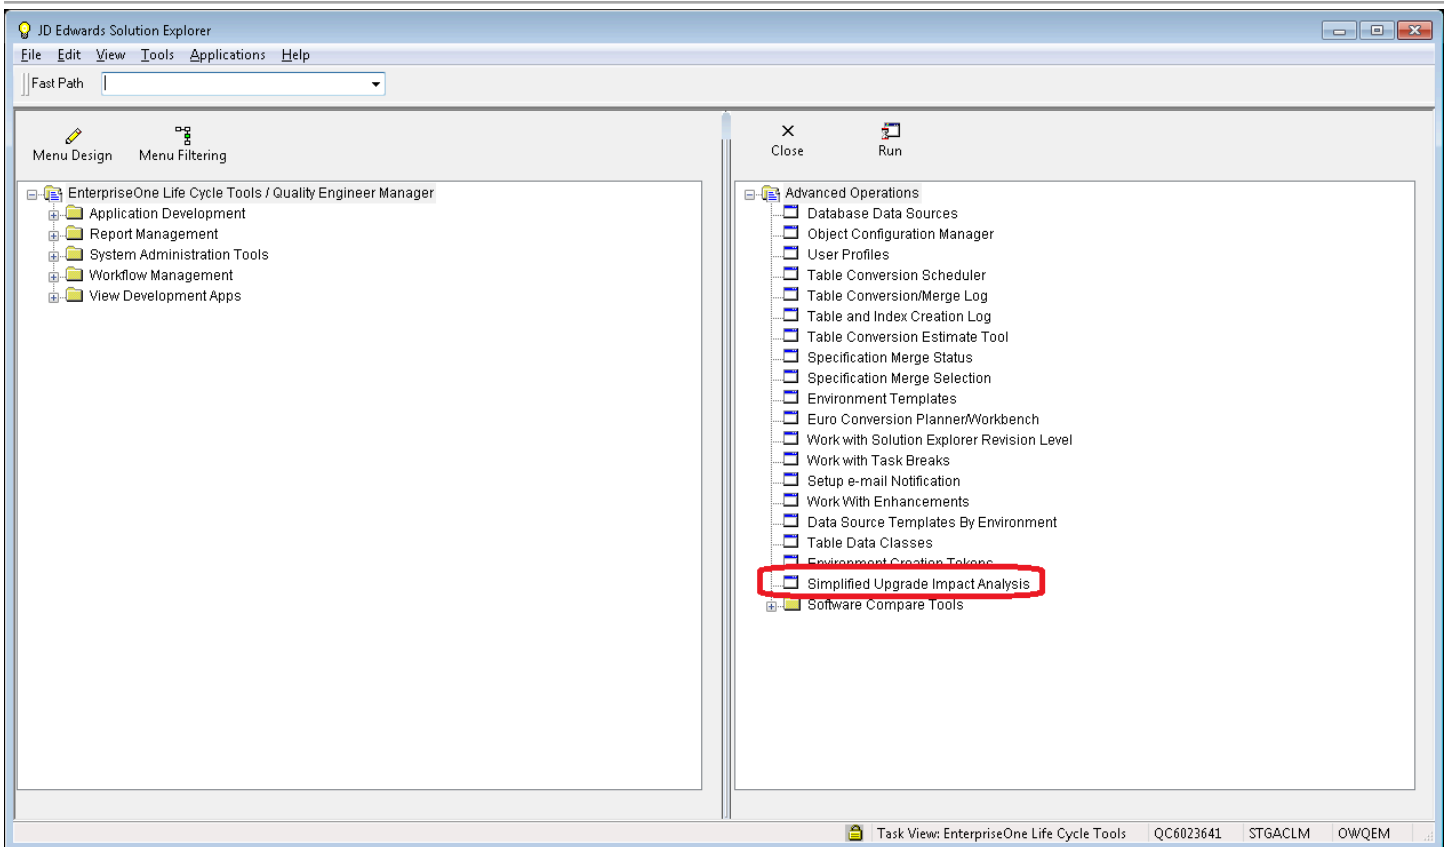 JD Edwards Solution Explorer
File Edit View Tools Applications Help
Fast Path
Menu Design Menu Filtering
EnterpriseOne Life Cycle Tools / Quality Engineer Manager
Application Development
Report Management
System Administration Tools
Workflow Management
View Development Apps
Close Run
Advanced Operations
Database Data Sources
Object Configuration Manager
User Profiles
Table Conversion Scheduler
Table Conversion/Merge Log
Table and Index Creation Log
Table Conversion Estimate Tool
Specification Merge Status
Specification Merge Selection
Environment Templates
Euro Conversion Planner/Workbench
Work with Solution Explorer Revision Level
Work with Task Breaks
Setup e-mail Notification
Work With Enhancements
Data Source Templates By Environment
Table Data Classes
Environment Creation Tokens
Simplified Upgrade Impact Analysis
Software Compare Tools
Task View: EnterpriseOne Life Cycle Tools QC6023641 STGACLM OWQEM